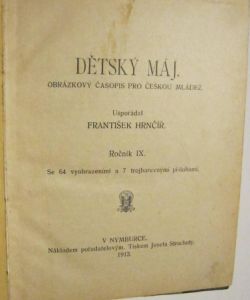 DĚTSKÝ MÁJ.
OBRÁZKOVÝ ČASOPIS PRO ČESKOU MLÁDEŽ.
Uspořádal
FRANTIŠEK HRNČÍŘ.
Ročník IX.
Se 64 vyobrazeními a 7 trojbarevnými přílohami.
V NYMBURCE.
Nákladem pořadatelovým. Tiskem Josefa Strachoty.
1913.